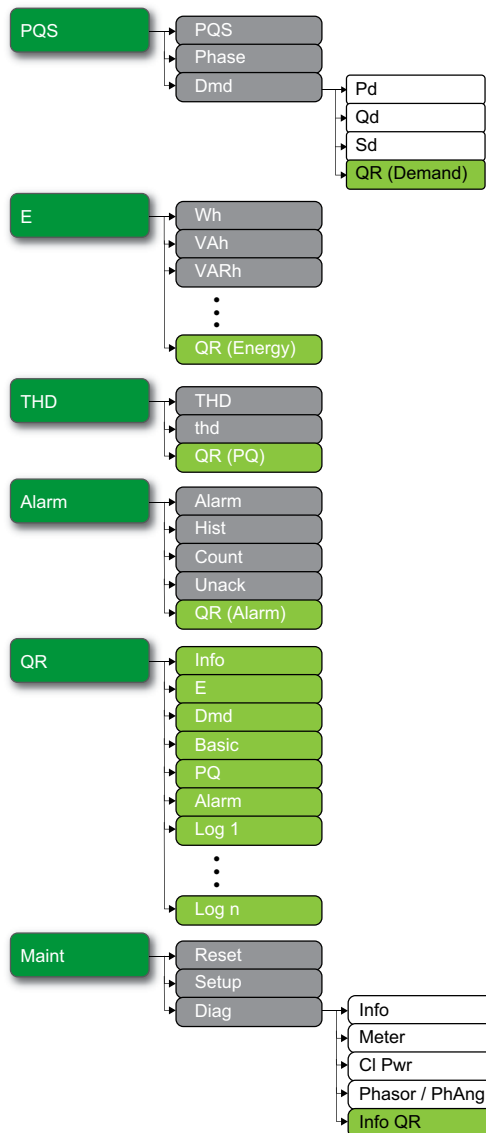 PQS
PQS
Phase
Dmd
Pd
Qd
Sd
QR (Demand)
E
Wh
VAh
VARh
QR (Energy)
THD
THD
thd
QR (PQ)
Alarm
Alarm
Hist
Count
Unack
QR (Alarm)
QR
Info
E
Dmd
Basic
PQ
Alarm
Log 1
Log n
Maint
Reset
Setup
Diag
Info
Meter
Cl Pwr
Phasor / PhAng
Info QR